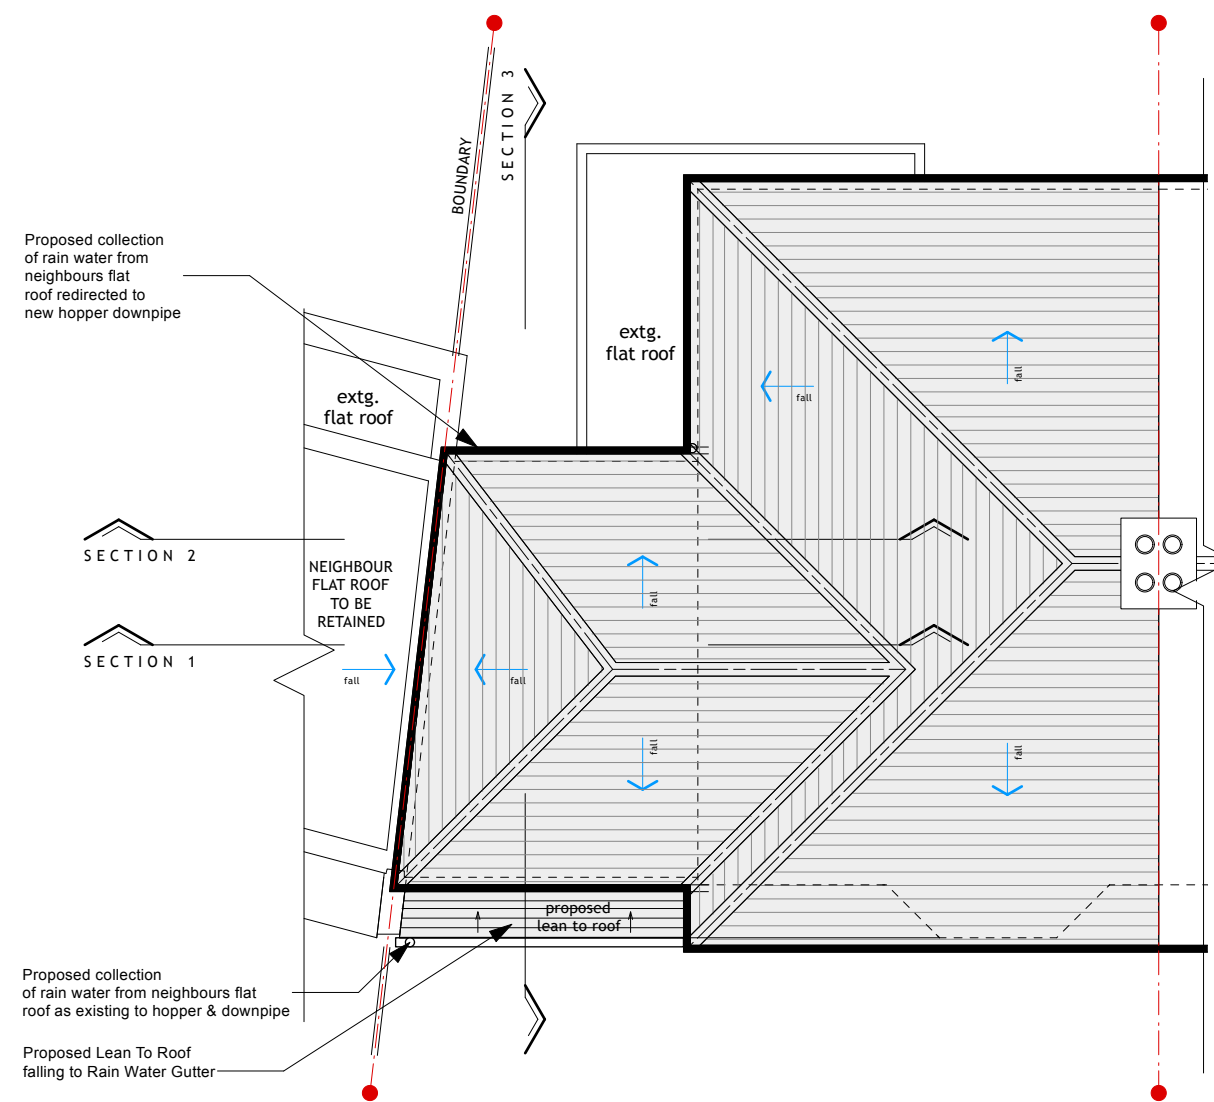 SECTION 3
BOUNDARY
Proposed collection
of rain water from
neighbours flat
roof redirected to
new hopper downpipe
extg.
flat roof
fall
fall
extg.
flat roof
SECTION 2
NEIGHBOUR
FLAT ROOF
TO BE
RETAINED
fall
SECTION 1
fall
fall
fall
fall
proposed
lean to roof
Proposed collection
of rain water from neighbours flat
roof as existing to hopper & downpipe
Proposed Lean To Roof
falling to Rain Water Gutter